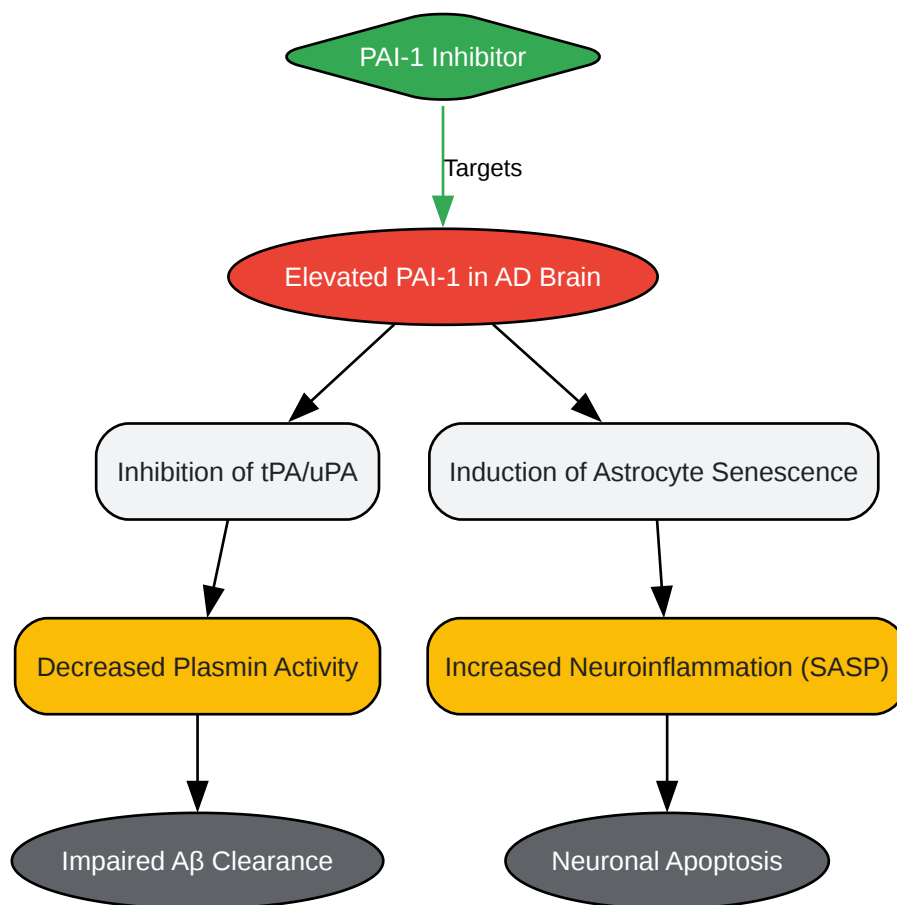 PAI-1 Inhibitor
Targets
Elevated PAI-1 in AD Brain
Inhibition of tPA/uPA
Induction of Astrocyte Senescence
Decreased Plasmin Activity
Increased Neuroinflammation (SASP)
Impaired Aβ Clearance
Neuronal Apoptosis